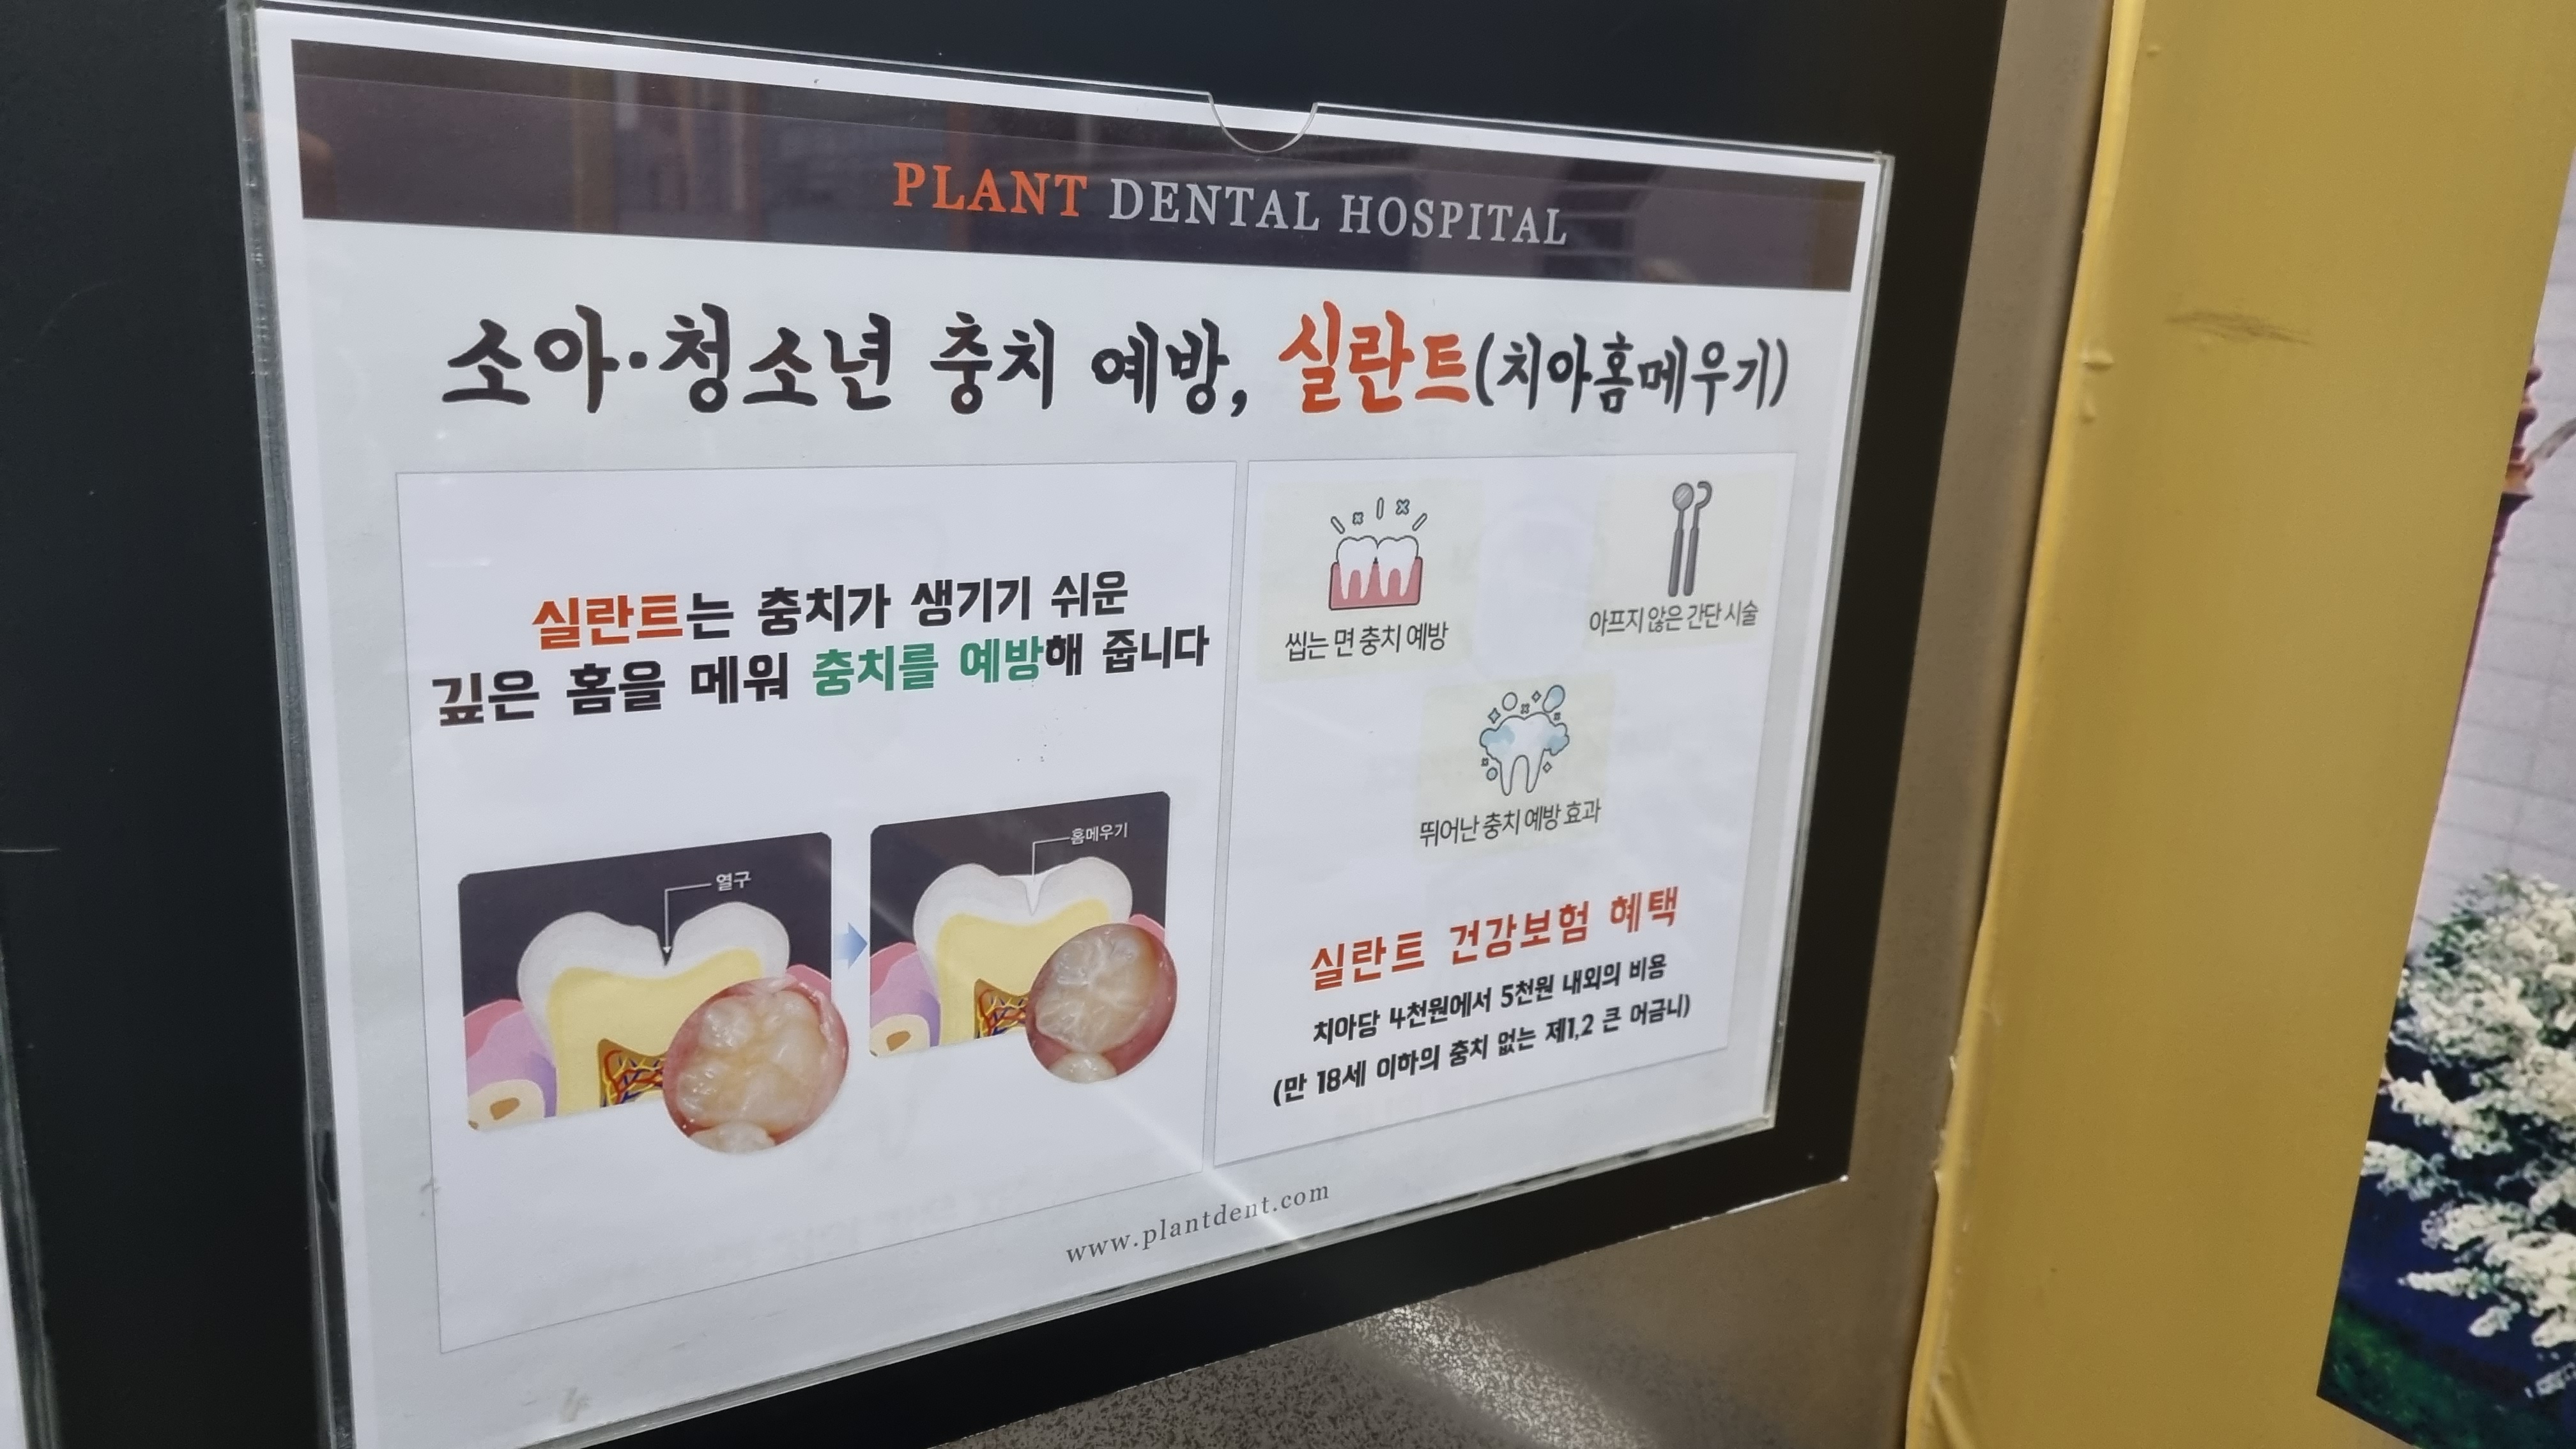 PLANT DENTAL HOSPITAL
소아·청소년 충치 예방, 실란트(치아홈메우기)
실란트는 충치가 생기기 쉬운
깊은 홈을 메워 충치를 예방해 줍니다
열구
홈메우기
씹는 면 충치 예방
아프지 않은 간단 시술
뛰어난 충치 예방 효과
실란트 건강보험 혜택
치아당 4천원에서 5천원 내외의 비용
(만 18세 이하의 충치 없는 제1,2 큰 어금니)
www.plantdent.com